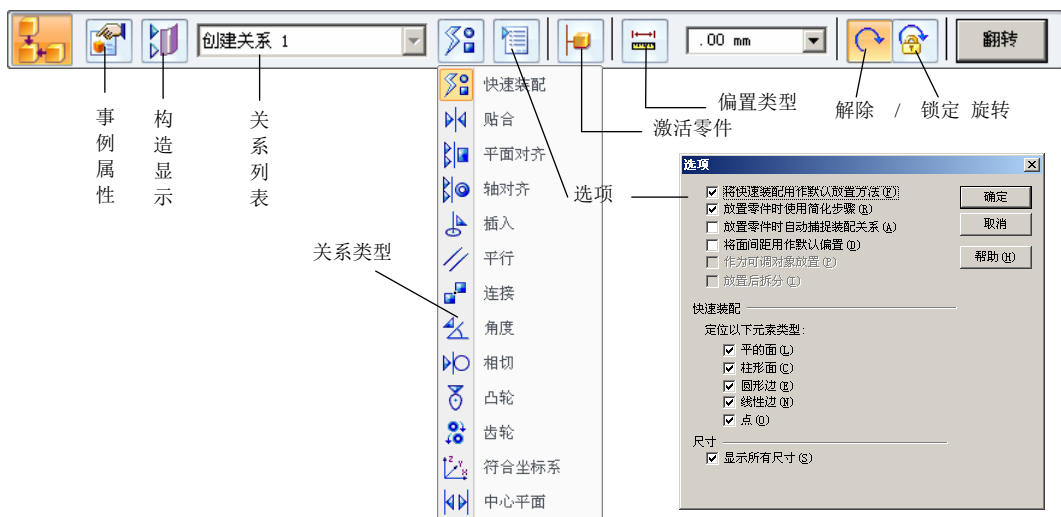 创建关系 1
.00 mm
翻转
事例属性
构造显示
关系列表
偏置类型
激活零件
解除 / 锁定 旋转
选项
关系类型
快速装配
贴合
平面对齐
轴对齐
插入
平行
连接
角度
相切
凸轮
齿轮
符合坐标系
中心平面
选项
将快速装配用作默认放置方法(F)
放置零件时使用简化步骤(R)
放置零件时自动捕捉装配关系(A)
将面间距用作默认偏置(D)
作为可调对象放置(P)
放置后拆分(I)
确定
取消
帮助(H)
快速装配
定位以下元素类型:
平的面(L)
柱形面(C)
圆形边(E)
线性边(N)
点(O)
尺寸
显示所有尺寸(S)